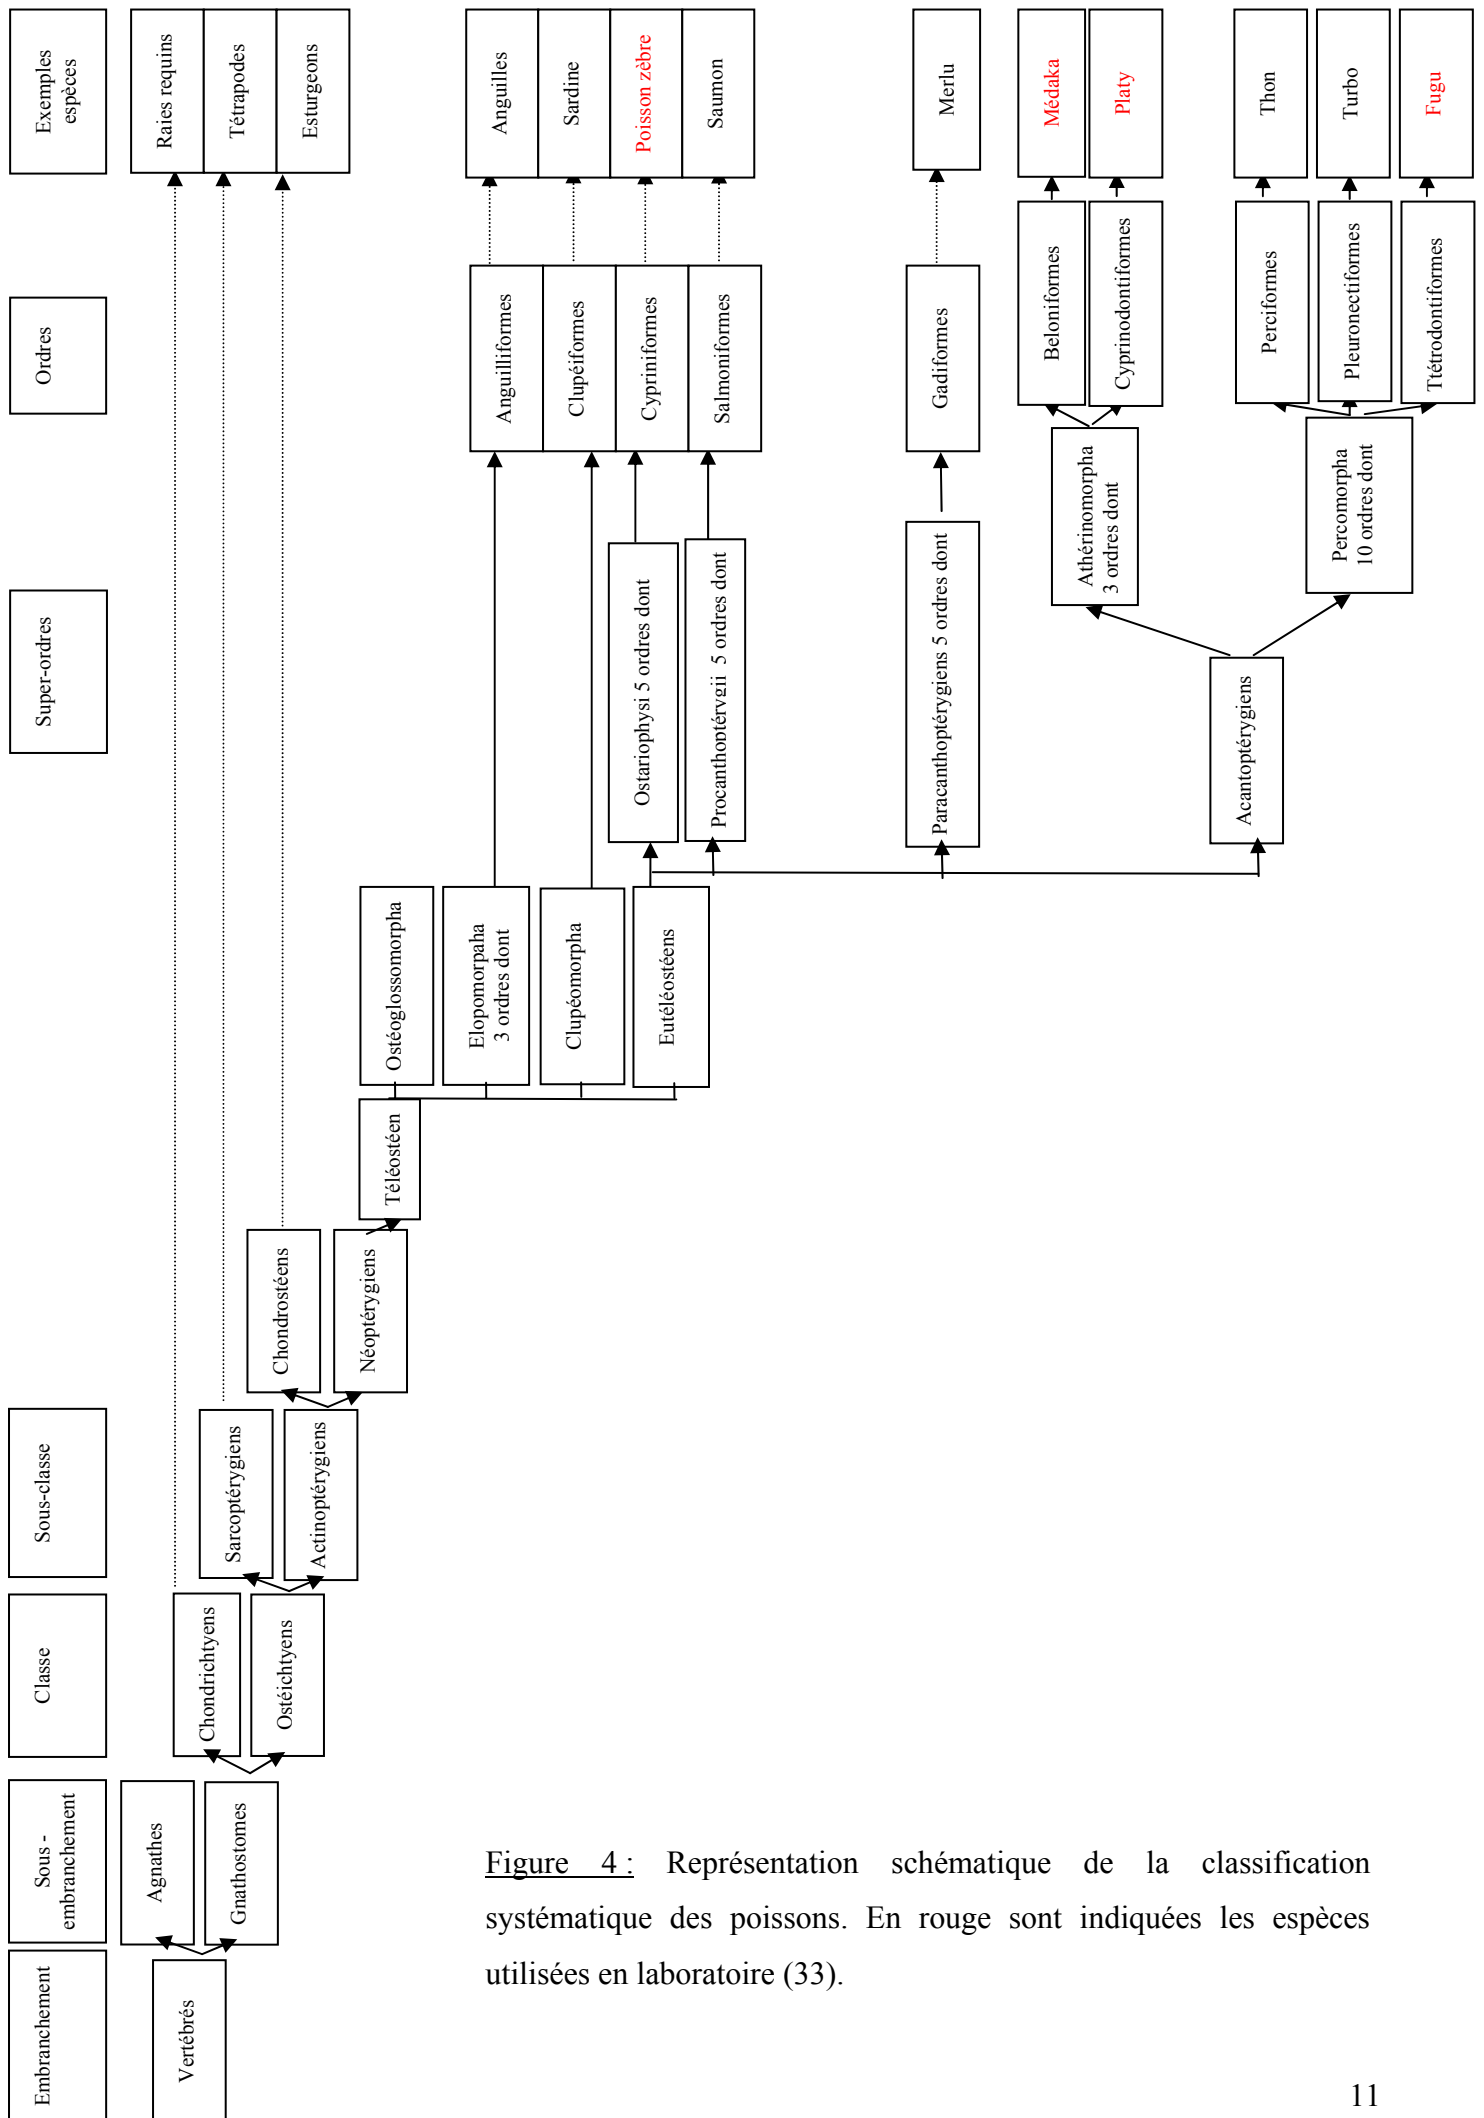 Exemples
espèces
Raies requins
Tétrapodes
Esturgeons
Anguilles
Sardine
Poisson zèbre
Saumon
Merlu
Médaka
Platy
Thon
Turbo
Fugu
Ordres
Anguilliformes
Clupéiformes
Cypriniformes
Salmoniformes
Gadiformes
Beloniformes
Cyprinodontiformes
Perciformes
Pleuronectiformes
Ttétrodontiformes
Super-ordres
Ostariophysi 5 ordres dont
Procanthoptérygii 5 ordres dont
Paracanthoptérygiens 5 ordres dont
Athérinomorpha
3 ordres dont
Percomorpha
10 ordres dont
Acantoptérygiens
Ostéoglossomorpha
Elopomorpaha
3 ordres dont
Clupéomorpha
Eutéléostéens
Téléostéen
Chondrostéens
Néoptérygiens
Sous-classe
Sarcoptérygiens
Actinoptérygiens
Classe
Chondrichtyens
Ostéichtyens
Sous -
embranchement
Agnathes
Gnathostomes
Embranchement
Vertébrés
Figure 4 : Représentation schématique de la classification
systématique des poissons. En rouge sont indiquées les espèces
utilisées en laboratoire (33).
11